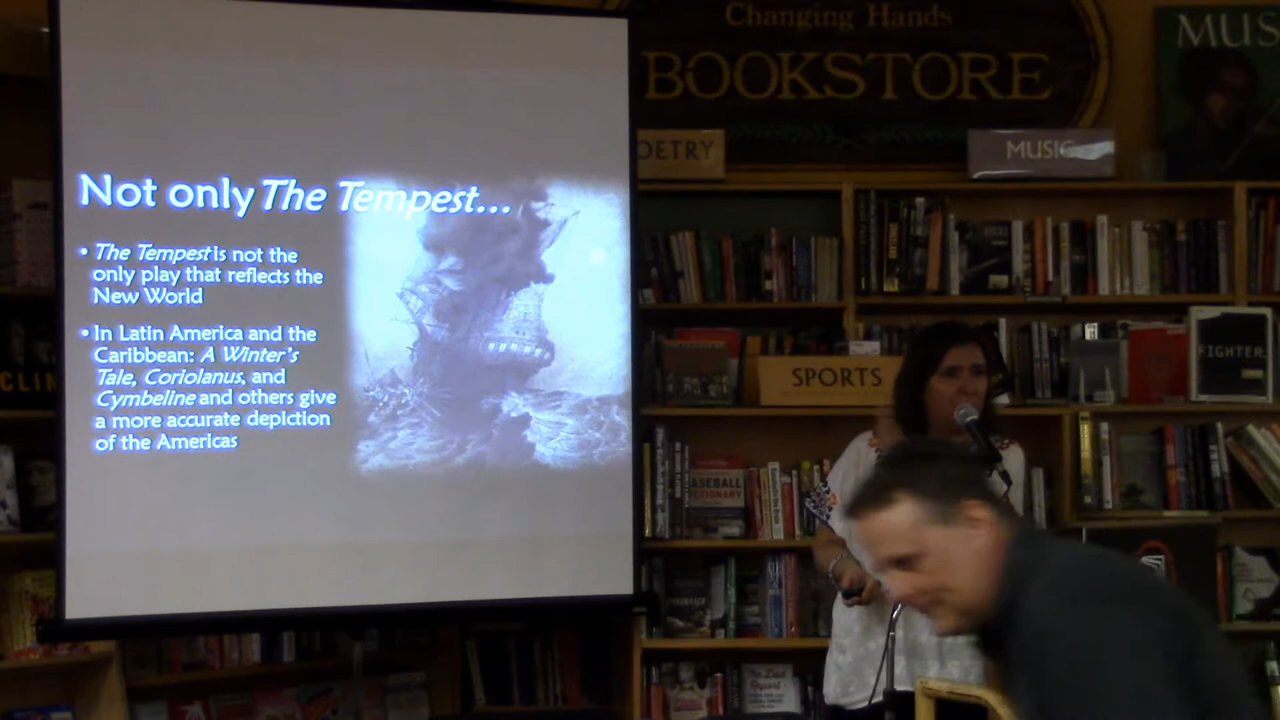 Changing Hands
BOOKSTORE
MUS
OETRY
MUSIC
Not only The Tempest...
• The Tempest is not the
only play that reflects the
New World
• In Latin America and the
Caribbean: A Winter's
Tale, Coriolanus, and
Cymbeline and others give
a more accurate depiction
of the Americas
SPORTS
FIGHTER
CLIN
BASEBALL
DICTIONARY